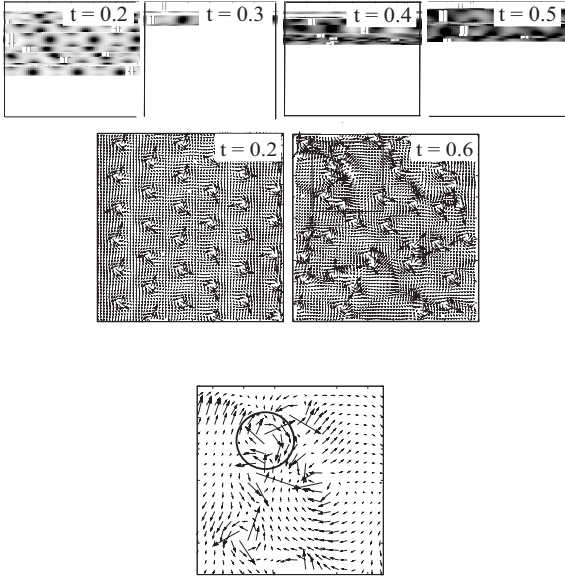 t = 0.2
t = 0.3
t = 0.4
t = 0.5
t = 0.2
t = 0.6